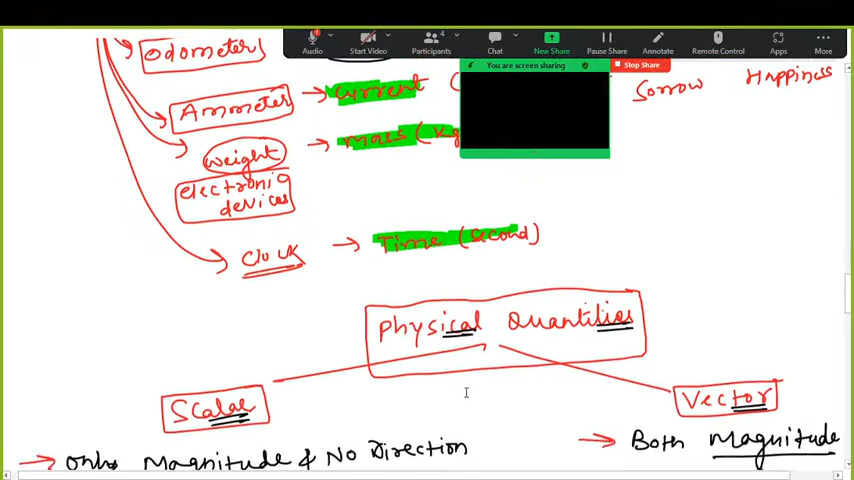 Audio Start Video Participants 4 Chat New Share Pause Share Annotate Remote Control Apps More
You are screen sharing Stop Share
Odometer
Sorrow Happiness
Ammeter → Current (
weight → Mass (Kg
electronic devices
Clock → Time (second)
Physical Quantities
Scalar
Vector
→ Only Magnitude & No Direction
→ Both Magnitude